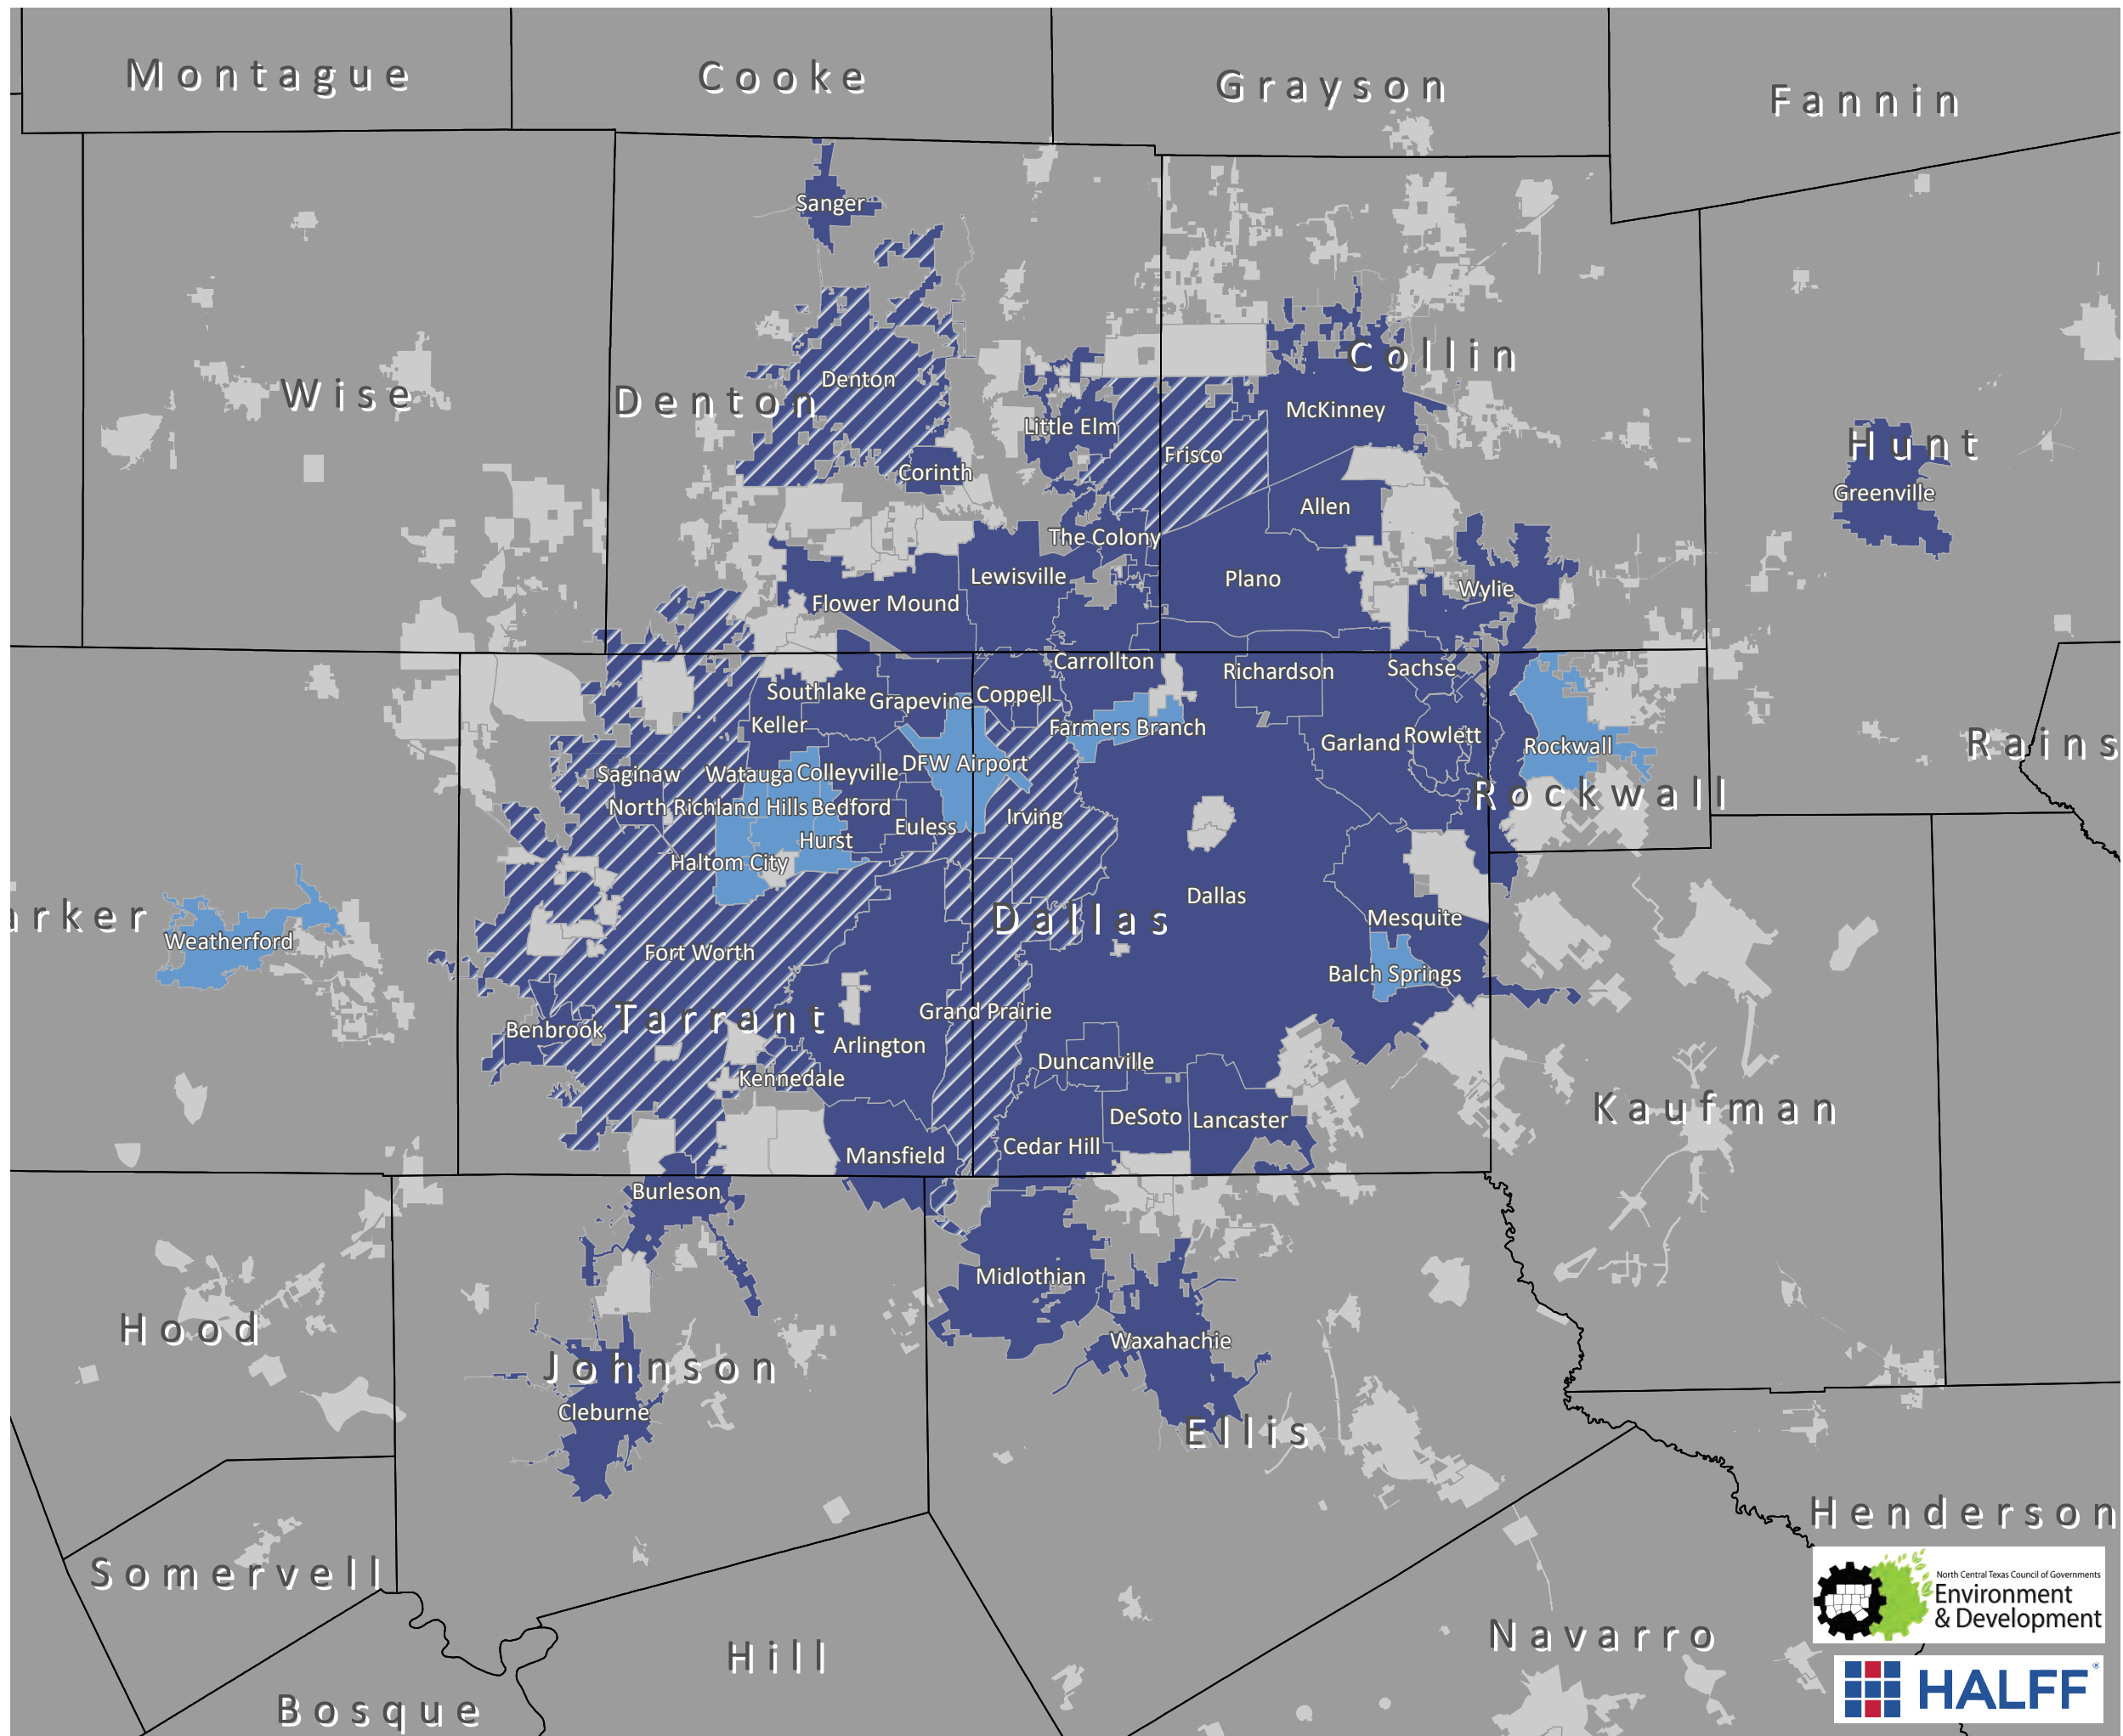 Montague
Cooke
Grayson
Fannin
Sanger
Wise
Denton
Denton
Collin
McKinney
Little Elm
Frisco
Hunt
Corinth
Greenville
Allen
The Colony
Lewisville
Plano
Wylie
Flower Mound
Carrollton
Richardson
Sachse
Southlake
Grapevine
Coppell
Keller
Farmers Branch
Garland
Rowlett
Rockwall
Rains
DFW Airport
Saginaw
Watauga
Colleyville
Rockwall
North Richland Hills
Bedford
Irving
Euless
Hurst
Haltom City
Dallas
arker
Dallas
Mesquite
Weatherford
Fort Worth
Balch Springs
Grand Prairie
Tarrant
Benbrook
Arlington
Duncanville
Kennedale
Kaufman
DeSoto
Lancaster
Cedar Hill
Mansfield
Burleson
Midlothian
Hood
Waxahachie
Johnson
Cleburne
Ellis
Henderson
Somervell
North Central Texas Council of Governments
Environment
& Development
Navarro
Hill
HALFF®
Bosque